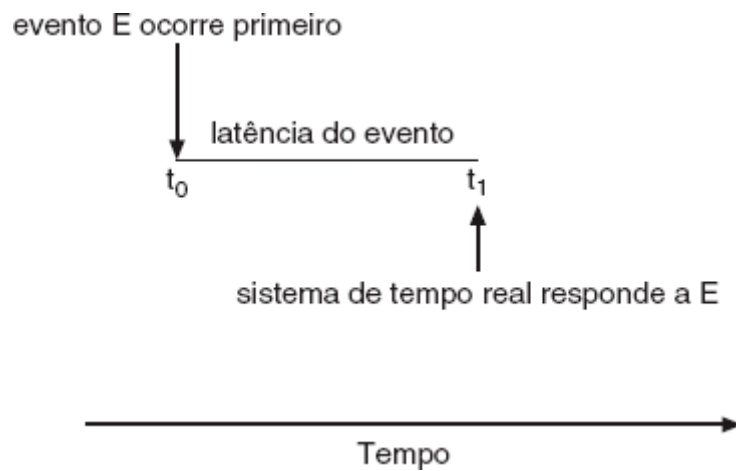 evento E ocorre primeiro
latência do evento
t₀
t₁
sistema de tempo real responde a E
Tempo